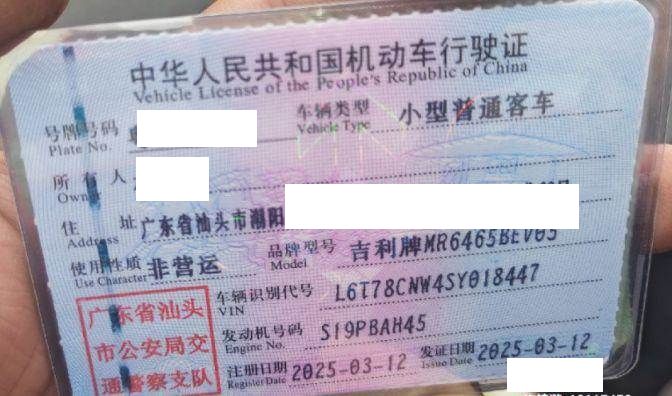 中华人民共和国机动车行驶证
Vehicle License of the People's Republic of China
号牌号码
Plate No.
车辆类型 小型普通客车
Vehicle Type
所有人
Owner
住址 广东省汕头市潮阳
Address
使用性质 非营运
Use Character
品牌型号 吉利牌MR6465BEV03
Model
广东省汕头
市公安局交
通警察支队
车辆识别代号 L6T78CNW4SY018447
VIN
发动机号码 S19PBAH45
Engine No.
注册日期 2025-03-12
Register Date
发证日期 2025-03-12
Issue Date